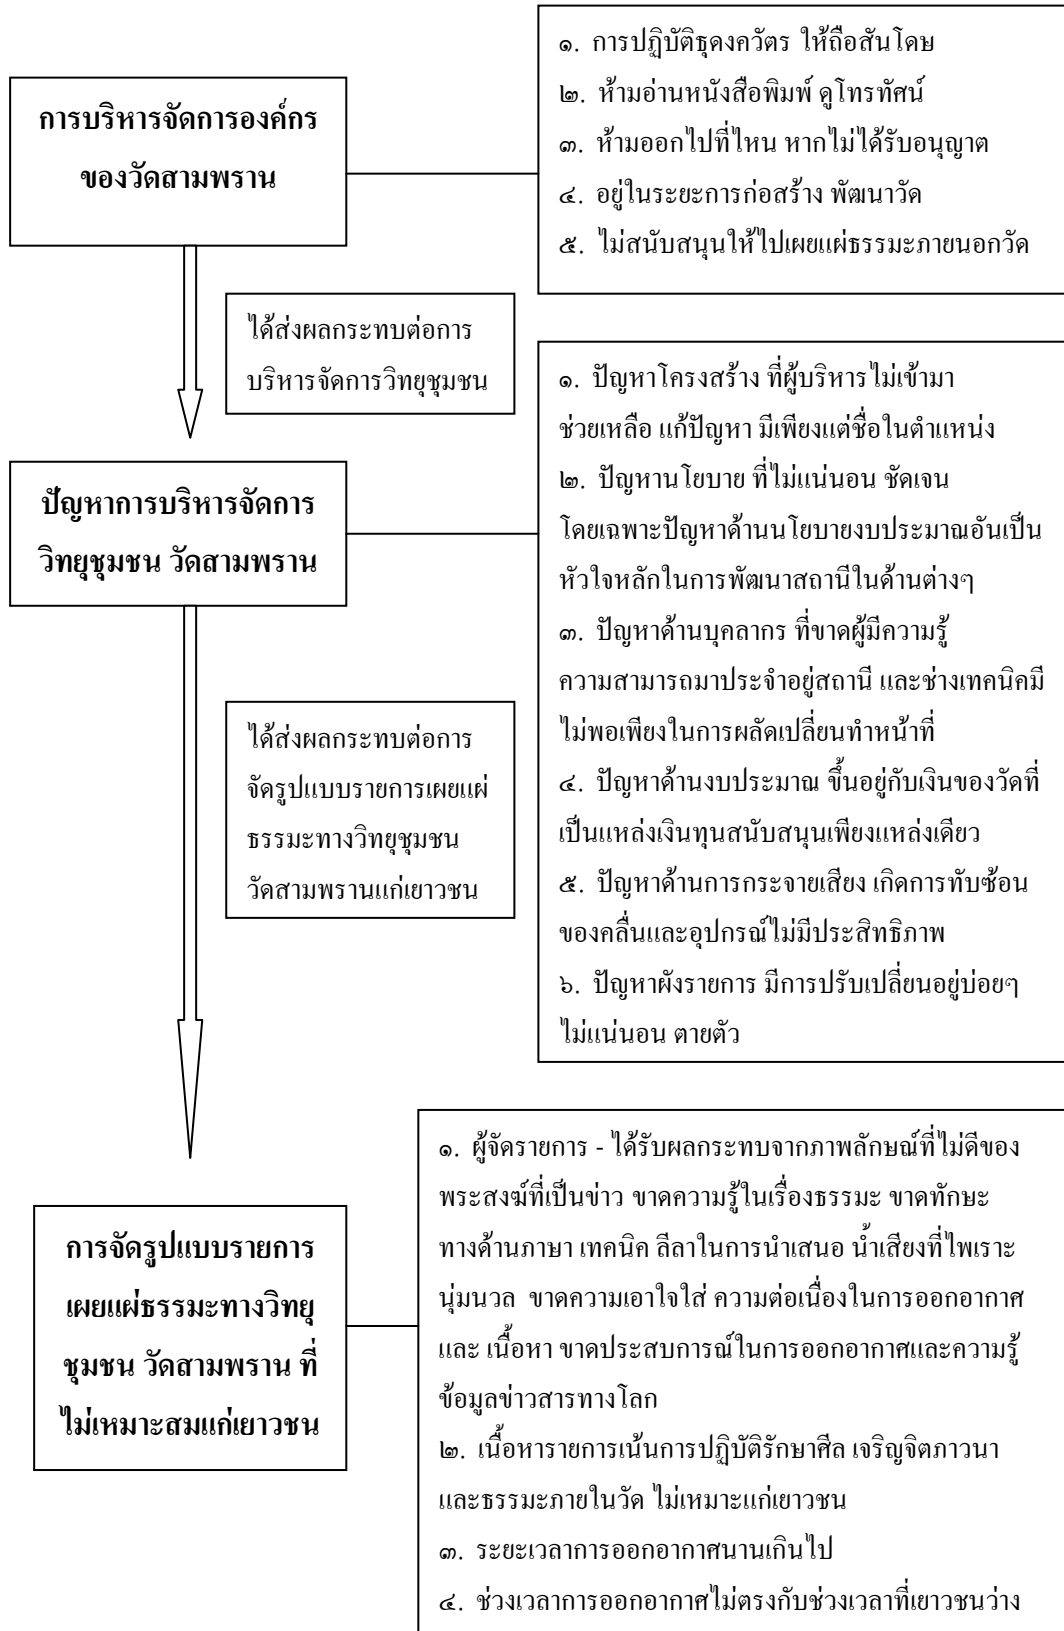 การบริหารจัดการองค์กร
ของวัดสามพราน
๑. การปฏิบัติธุดงควัตร ให้ถือสันโดษ
๒. ห้ามอ่านหนังสือพิมพ์ ดูโทรทัศน์
๓. ห้ามออกไปที่ไหน หากไม่ได้รับอนุญาต
๔. อยู่ในระยะการก่อสร้าง พัฒนาวัด
๕. ไม่สนับสนุนให้ไปเผยแผ่ธรรมะภายนอกวัด
ได้ส่งผลกระทบต่อการ
บริหารจัดการวิทยุชุมชน
ปัญหาการบริหารจัดการ
วิทยุชุมชน วัดสามพราน
๑. ปัญหาโครงสร้าง ที่ผู้บริหารไม่เข้ามา
ช่วยเหลือ แก้ปัญหา มีเพียงแต่ชื่อในตำแหน่ง
๒. ปัญหานโยบาย ที่ไม่แน่นอน ชัดเจน
โดยเฉพาะปัญหาด้านนโยบายงบประมาณอันเป็น
หัวใจหลักในการพัฒนาสถานีในด้านต่างๆ
๓. ปัญหาด้านบุคลากร ที่ขาดผู้มีความรู้
ความสามารถมาประจำอยู่สถานี และช่างเทคนิคมี
ไม่พอเพียงในการผลัดเปลี่ยนทำหน้าที่
๔. ปัญหาด้านงบประมาณ ขึ้นอยู่กับเงินของวัดที่
เป็นแหล่งเงินทุนสนับสนุนเพียงแหล่งเดียว
๕. ปัญหาด้านการกระจายเสียง เกิดการทับซ้อน
ของคลื่นและอุปกรณ์ไม่มีประสิทธิภาพ
๖. ปัญหาผังรายการ มีการปรับเปลี่ยนอยู่บ่อยๆ
ไม่แน่นอน ตายตัว
ได้ส่งผลกระทบต่อการ
จัดรูปแบบรายการเผยแผ่
ธรรมะทางวิทยุชุมชน
วัดสามพรานแก่เยาวชน
การจัดรูปแบบรายการ
เผยแผ่ธรรมะทางวิทยุ
ชุมชน วัดสามพราน ที่
ไม่เหมาะสมแก่เยาวชน
๑. ผู้จัดรายการ - ได้รับผลกระทบจากภาพลักษณ์ที่ไม่ดีของ
พระสงฆ์ที่เป็นข่าว ขาดความรู้ในเรื่องธรรมะ ขาดทักษะ
ทางด้านภาษา เทคนิค ลีลาในการนำเสนอ น้ำเสียงที่ไพเราะ
นุ่มนวล ขาดความเอาใจใส่ ความต่อเนื่องในการออกอากาศ
และ เนื้อหา ขาดประสบการณ์ในการออกอากาศและความรู้
ข้อมูลข่าวสารทางโลก
๒. เนื้อหารายการเน้นการปฏิบัติรักษาศีล เจริญจิตภาวนา
และธรรมะภายในวัด ไม่เหมาะแก่เยาวชน
๓. ระยะเวลาการออกอากาศนานเกินไป
๔. ช่วงเวลาการออกอากาศไม่ตรงกับช่วงเวลาที่เยาวชนว่าง